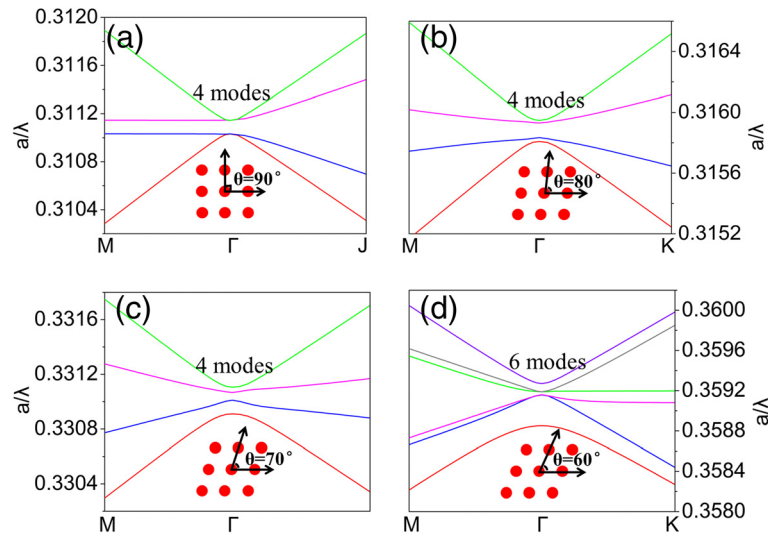 (a)
0.3120
0.3116
0.3112
0.3108
0.3104
a/λ
4 modes
θ=90°
M Γ J
(b)
0.3164
0.3160
0.3156
0.3152
a/λ
4 modes
θ=80°
M Γ K
(c)
0.3316
0.3312
0.3308
0.3304
a/λ
4 modes
θ=70°
M Γ
(d)
0.3600
0.3596
0.3592
0.3588
0.3584
0.3580
a/λ
6 modes
θ=60°
M Γ K